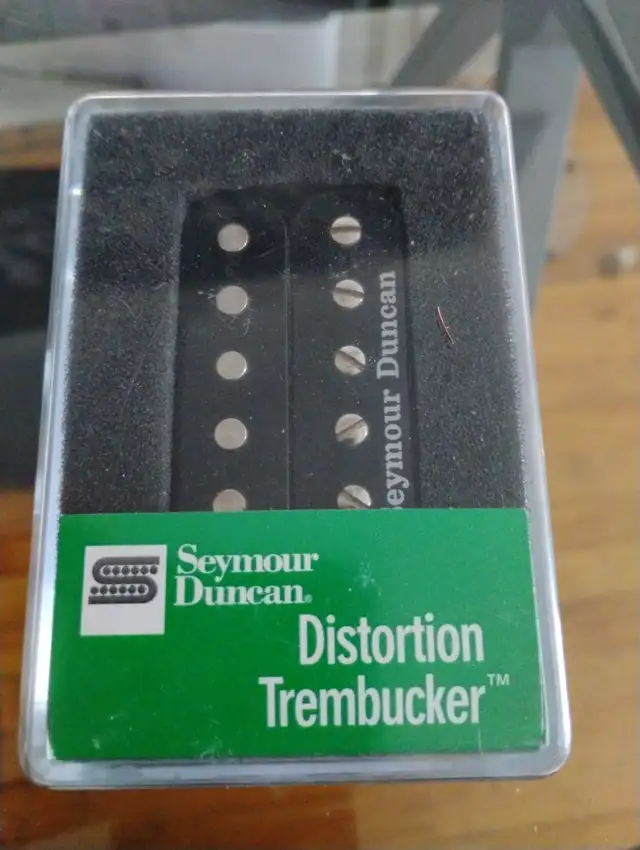 Seymour Duncan
Seymour
Duncan®
Distortion
Trembucker™